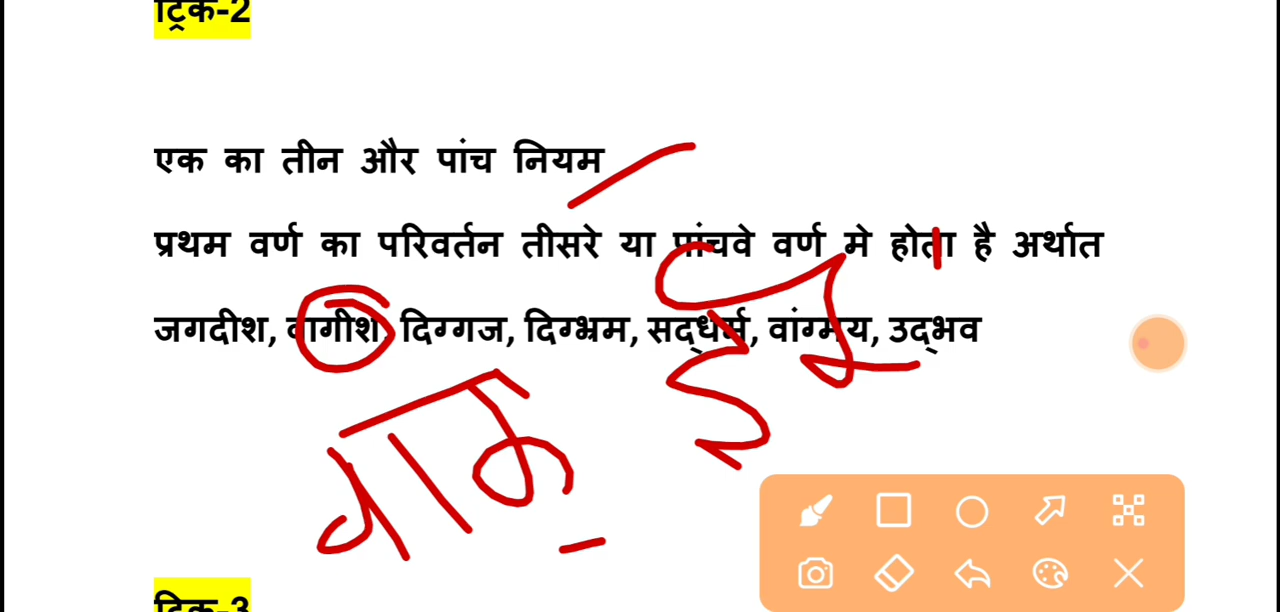 ट्रिक-2
एक का तीन और पांच नियम
प्रथम वर्ण का परिवर्तन तीसरे या पांचवे वर्ण मे होता है अर्थात
जगदीश, वागीश, दिग्गज, दिग्भ्रम, सद्धर्म, वांग्मय, उद्भव
वाक्
ट्रिक-3